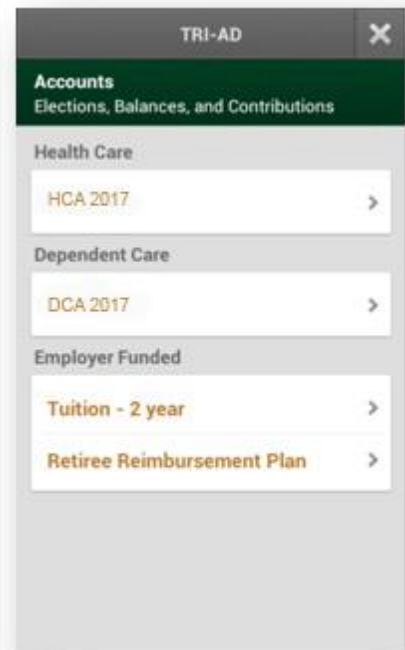 TRI-AD
Accounts
Elections, Balances, and Contributions
Health Care
HCA 2017
Dependent Care
DCA 2017
Employer Funded
Tuition - 2 year
Retiree Reimbursement Plan